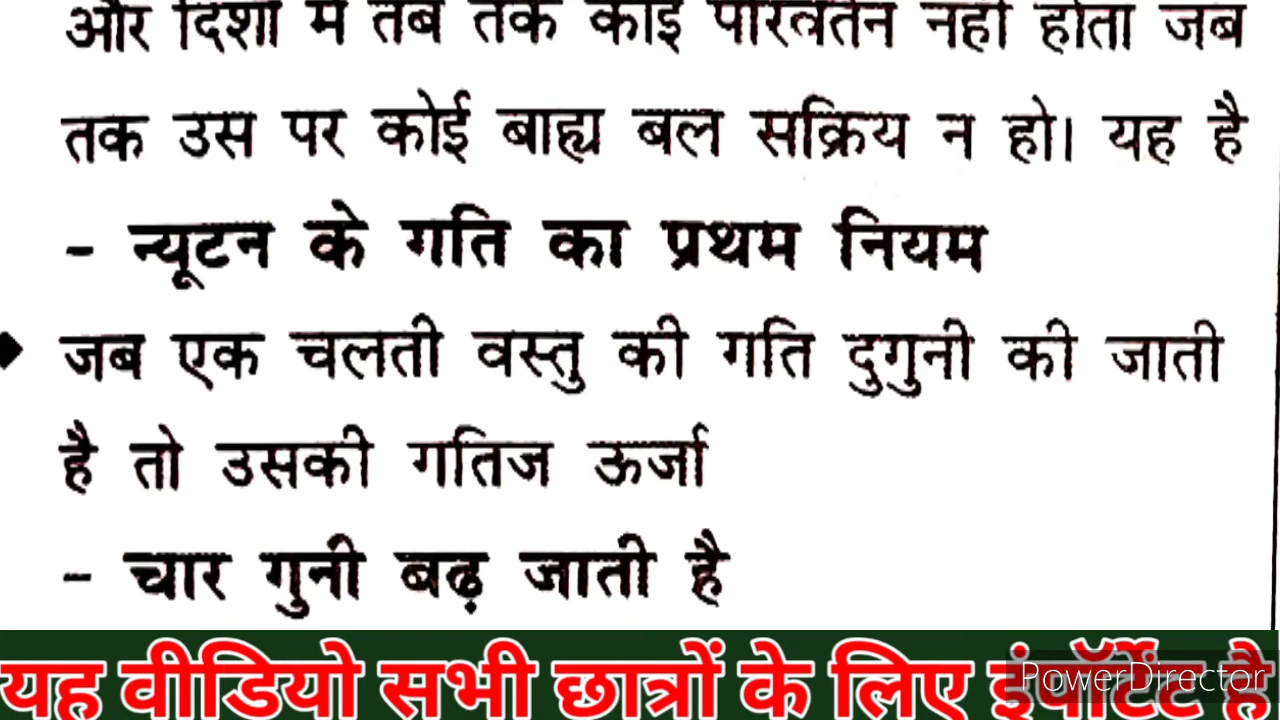 और दिशा में तब तक कोई परिवर्तन नहीं होता जब
तक उस पर कोई बाह्य बल सक्रिय न हो। यह है
- न्यूटन के गति का प्रथम नियम
जब एक चलती वस्तु की गति दुगुनी की जाती
है तो उसकी गतिज ऊर्जा
- चार गुनी बढ़ जाती है
यह वीडियो सभी छात्रों के लिए इंपॉर्टेंट है
PowerDirector